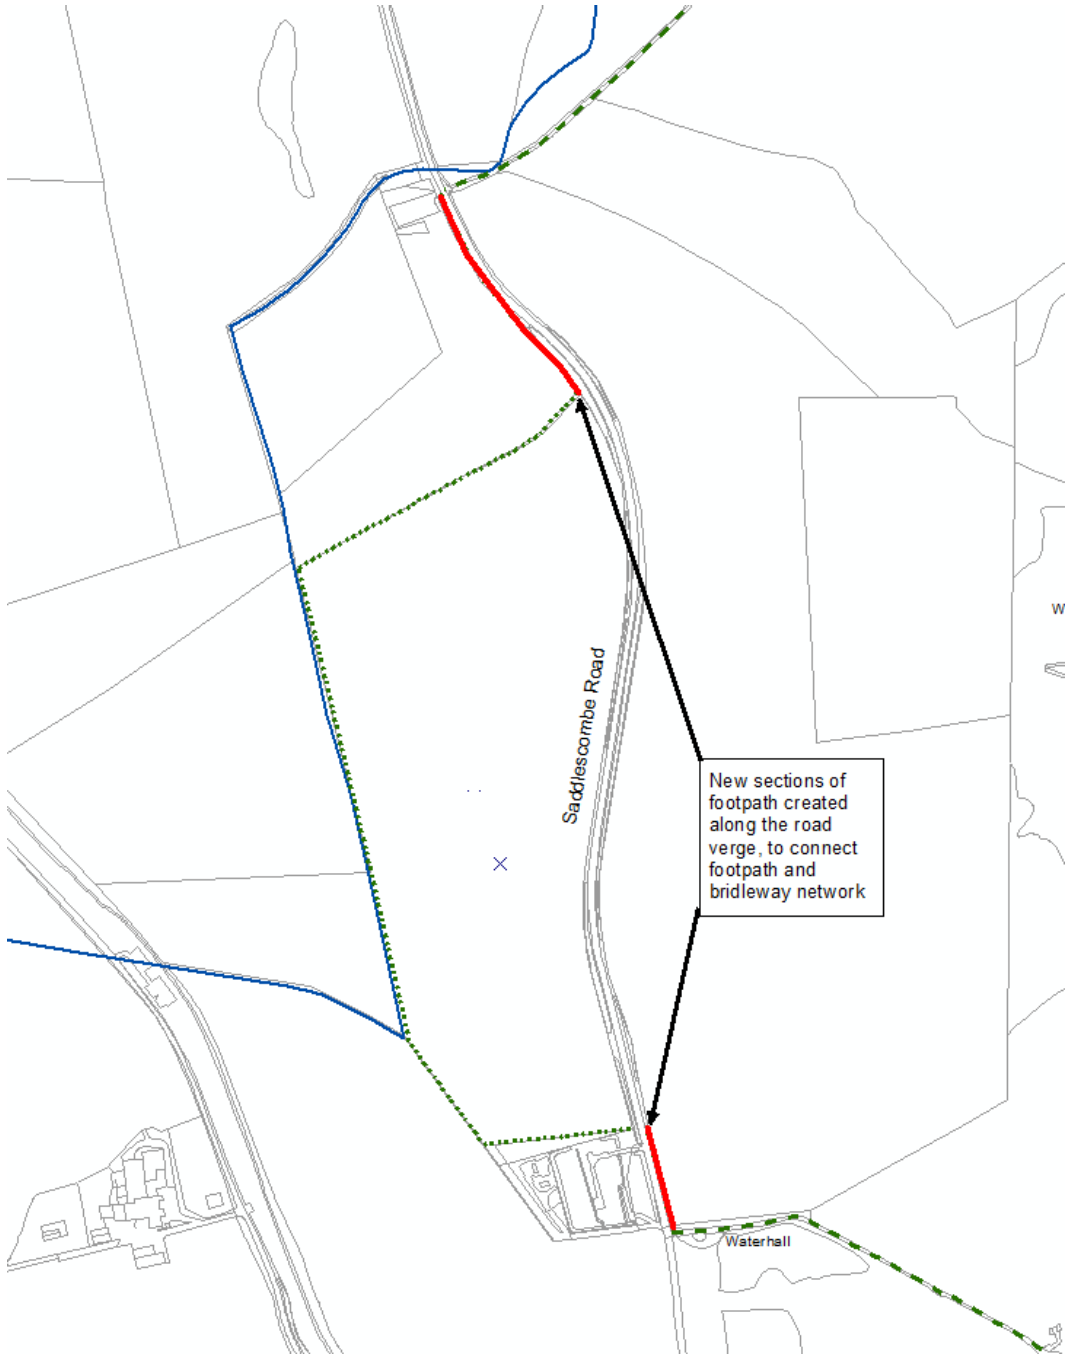 W
Saddlescombe Road
New sections of
footpath created
along the road
verge, to connect
footpath and
bridleway network
Waterhall